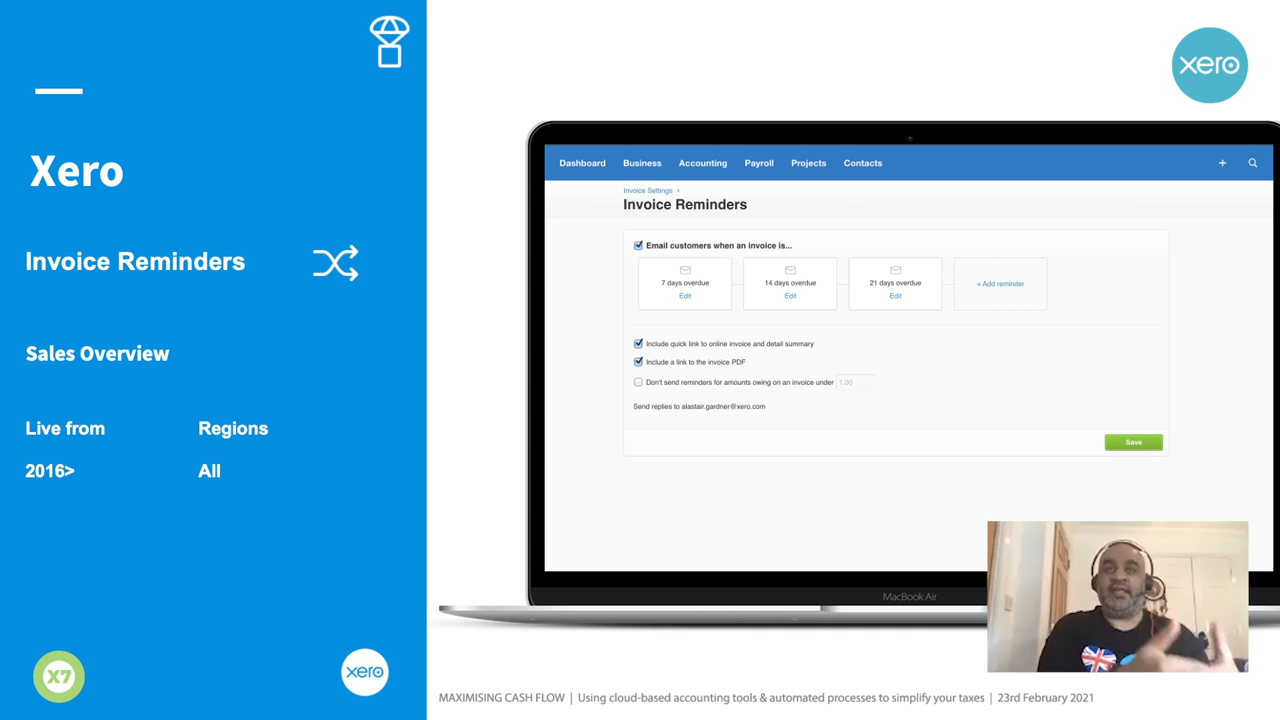 Xero
Invoice Reminders
Sales Overview
Live from Regions
2016> All
X7
xero
xero
Dashboard Business Accounting Payroll Projects Contacts +
Invoice Settings ›
Invoice Reminders
Email customers when an invoice is...
7 days overdue 14 days overdue 21 days overdue + Add reminder
Edit Edit Edit
Include quick link to online invoice and detail summary
Include a link to the invoice PDF
Don't send reminders for amounts owing on an invoice under 1.00
Send replies to alastair.gardner@xero.com
Save
MacBook Air
MAXIMISING CASH FLOW | Using cloud-based accounting tools & automated processes to simplify your taxes | 23rd February 2021